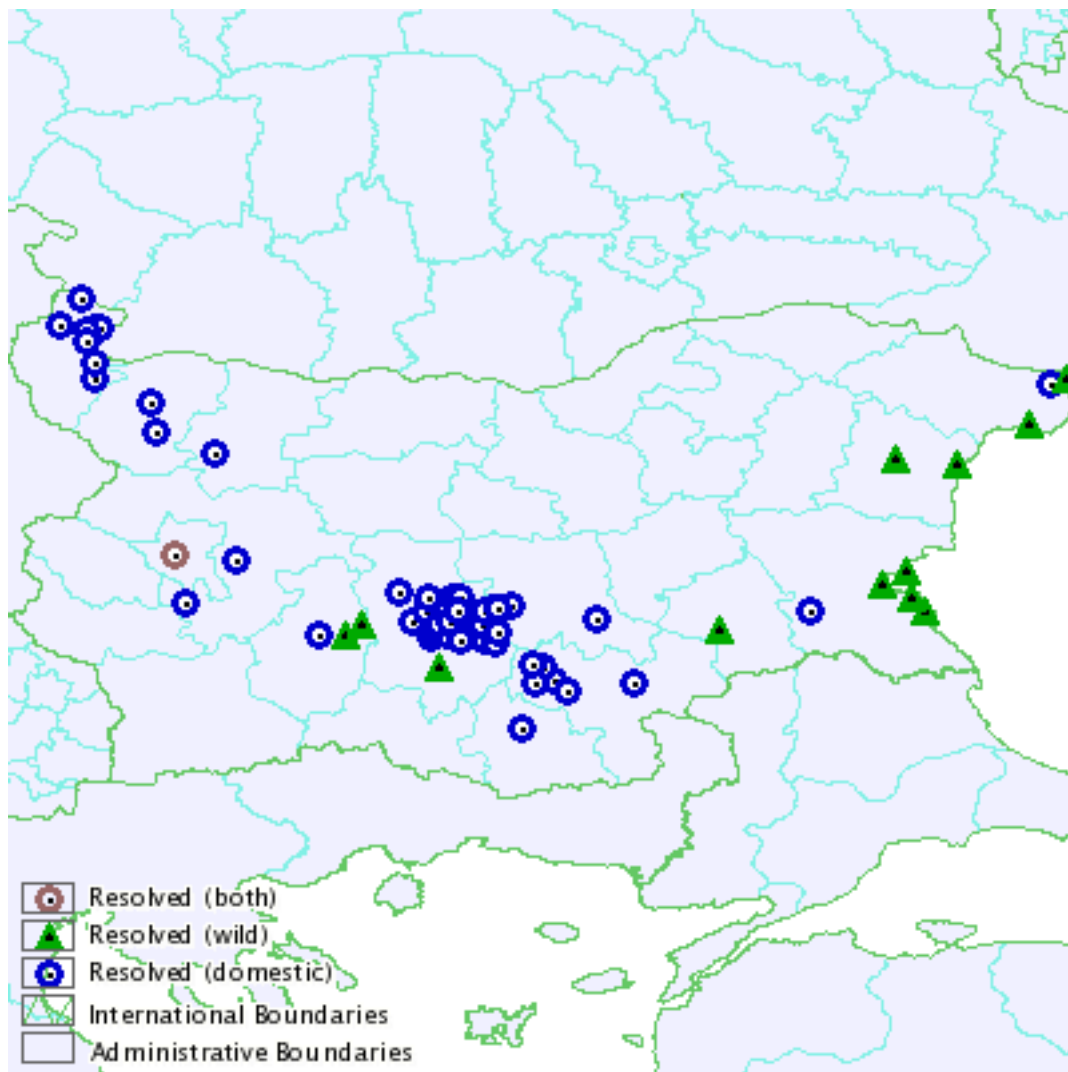 Resolved (both)
Resolved (wild)
Resolved (domestic)
International Boundaries
Administrative Boundaries